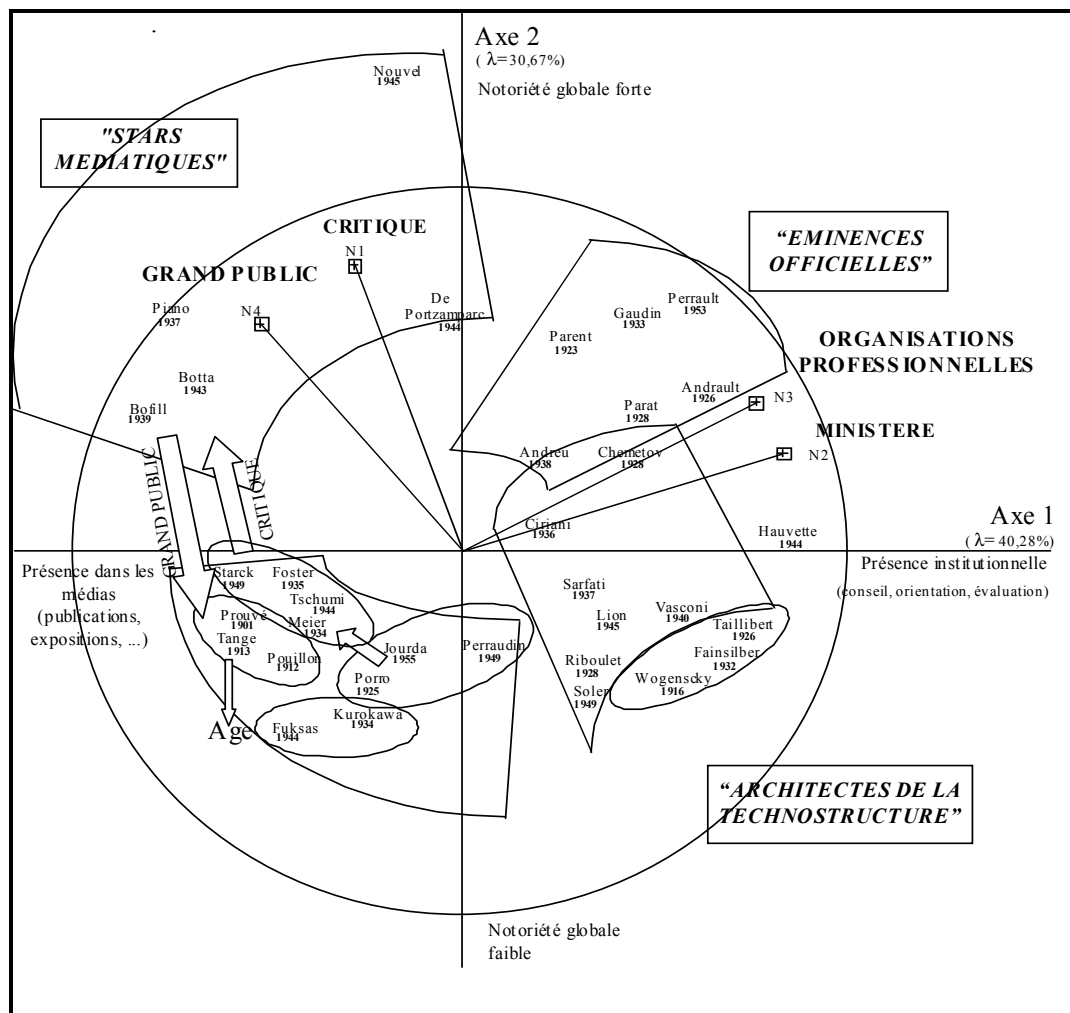 Axe 2
( λ=30,67%)
Notoriété globale forte
Nouvel
1945
"STARS
MEDIATIQUES"
CRITIQUE
N1
GRAND PUBLIC
N4
Piano
1937
De
Portzamparc
1944
“EMINENCES
OFFICIELLES”
Perrault
1953
Gaudin
1933
Parent
1923
ORGANISATIONS
PROFESSIONNELLES
N3
MINISTERE
N2
Andrault
1926
Parat
1928
Botta
1943
Bofill
1939
GRAND PUBLIC
CRITIQUE
Andreu
1938
Chemetov
1928
Ciriani
1936
Hauvette
1944
Axe 1
( λ=40,28%)
Présence institutionnelle
(conseil, orientation, évaluation)
Présence dans les
médias
(publications,
expositions, ...)
Starck
1949
Foster
1935
Tschumi
1944
Prouvé
1901
Meier
1934
Tange
1913
Pouillon
1912
Jourda
1955
Perraudin
1949
Porro
1925
Kurokawa
1934
Fuksas
1944
Age
Sarfati
1937
Lion
1945
Vasconi
1940
Taillibert
1926
Fainsilber
1932
Riboulet
1928
Wogenscky
1916
Soler
1949
“ARCHITECTES DE LA
TECHNOSTRUCTURE”
Notoriété globale
faible